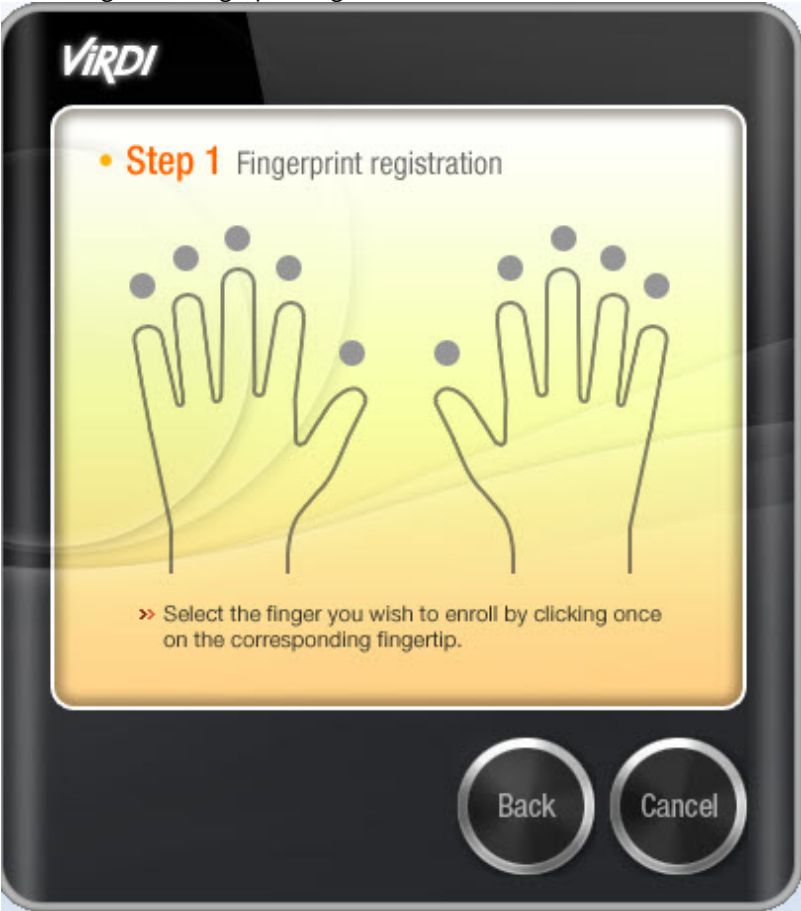 ViRDI
• Step 1 Fingerprint registration
>> Select the finger you wish to enroll by clicking once
on the corresponding fingertip.
Back Cancel